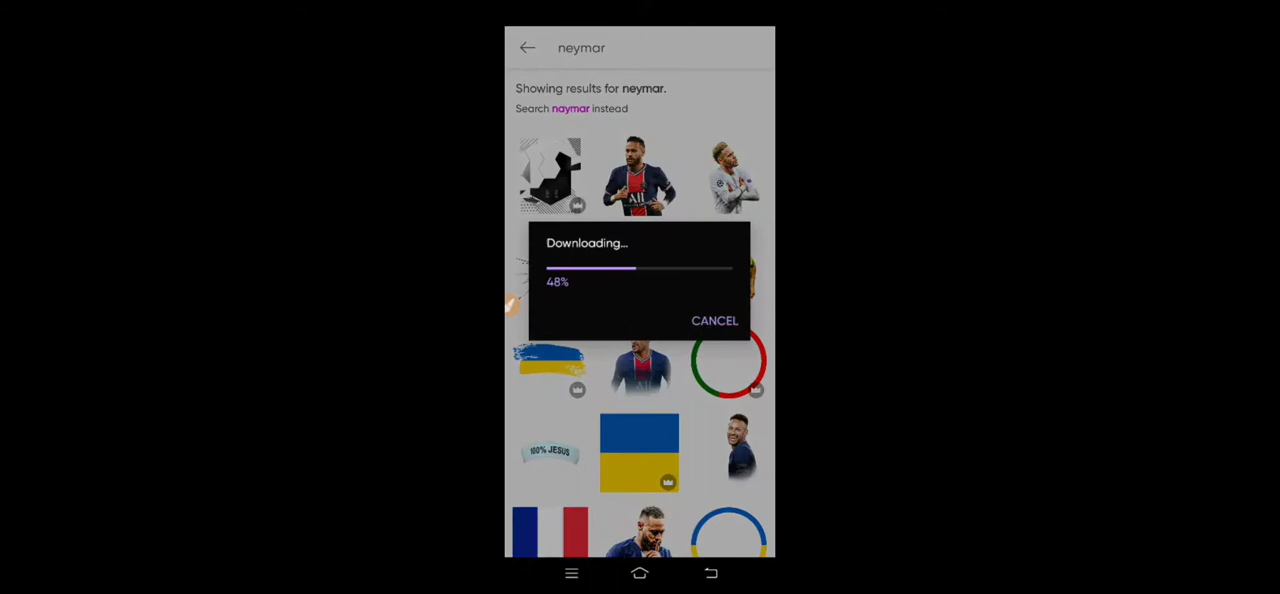 neymar
Showing results for neymar.
Search naymar instead
Downloading...
48%
CANCEL
100% JESUS